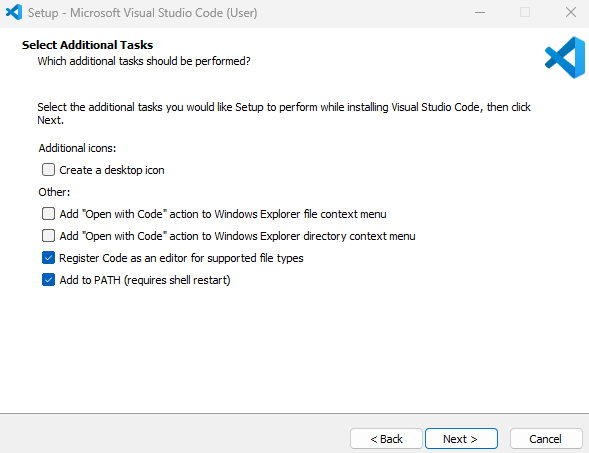 Setup - Microsoft Visual Studio Code (User)
Select Additional Tasks
Which additional tasks should be performed?
Select the additional tasks you would like Setup to perform while installing Visual Studio Code, then click
Next.
Additional icons:
Create a desktop icon
Other:
Add "Open with Code" action to Windows Explorer file context menu
Add "Open with Code" action to Windows Explorer directory context menu
Register Code as an editor for supported file types
Add to PATH (requires shell restart)
< Back Next > Cancel